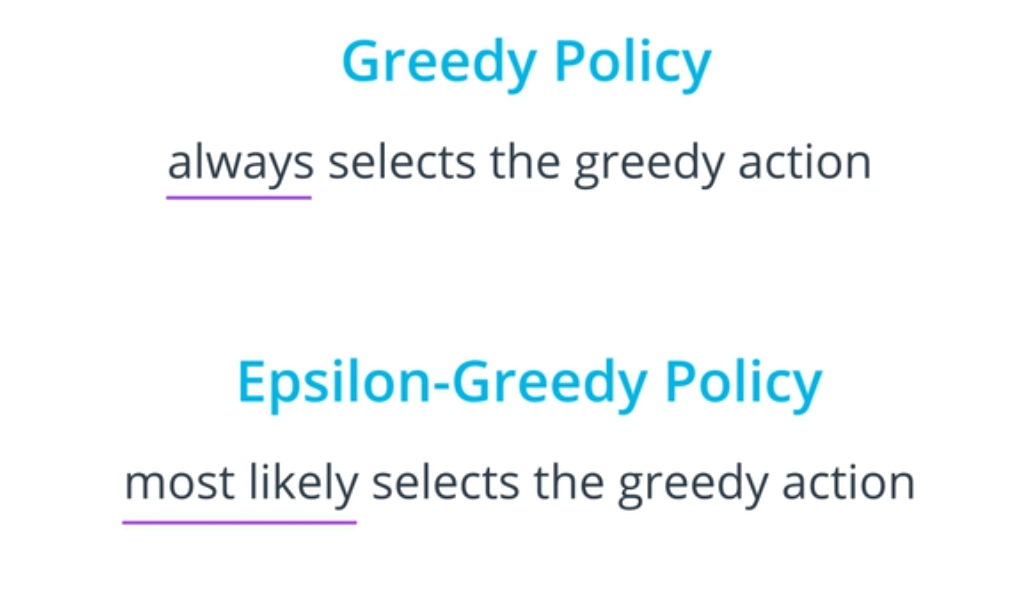 Greedy Policy
always selects the greedy action
Epsilon-Greedy Policy
most likely selects the greedy action